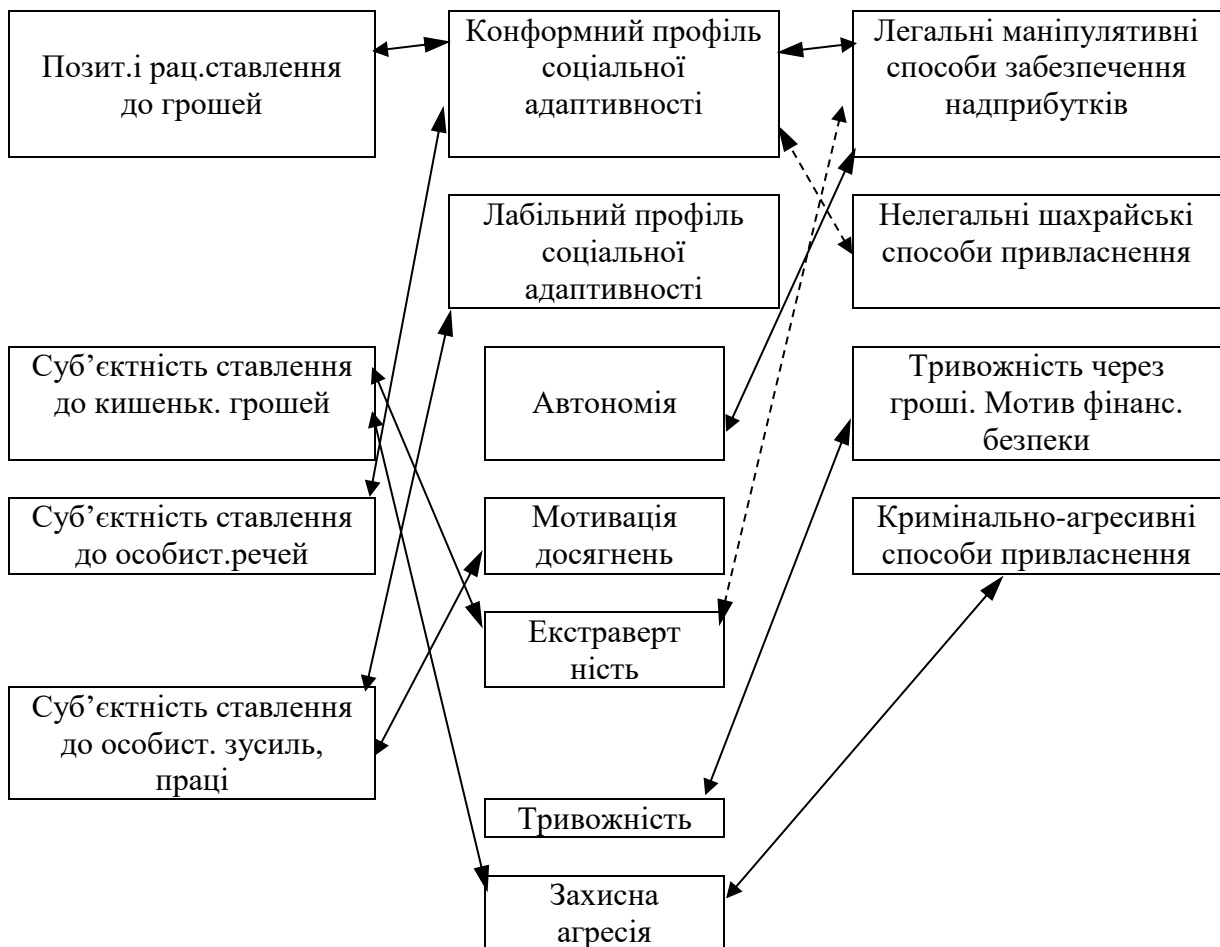 Позит.і рац.ставлення
до грошей
Конформний профіль
соціальної
адаптивності
Легальні маніпулятивні
способи забезпечення
надприбутків
Лабільний профіль
соціальної
адаптивності
Нелегальні шахрайські
способи привласнення
Суб’єктність ставлення
до кишеньк. грошей
Автономія
Тривожність через
гроші. Мотив фінанс.
безпеки
Суб’єктність ставлення
до особист.речей
Мотивація
досягнень
Кримінально-агресивні
способи привласнення
Екстраверт
ність
Суб’єктність ставлення
до особист. зусиль,
праці
Тривожність
Захисна
агресія